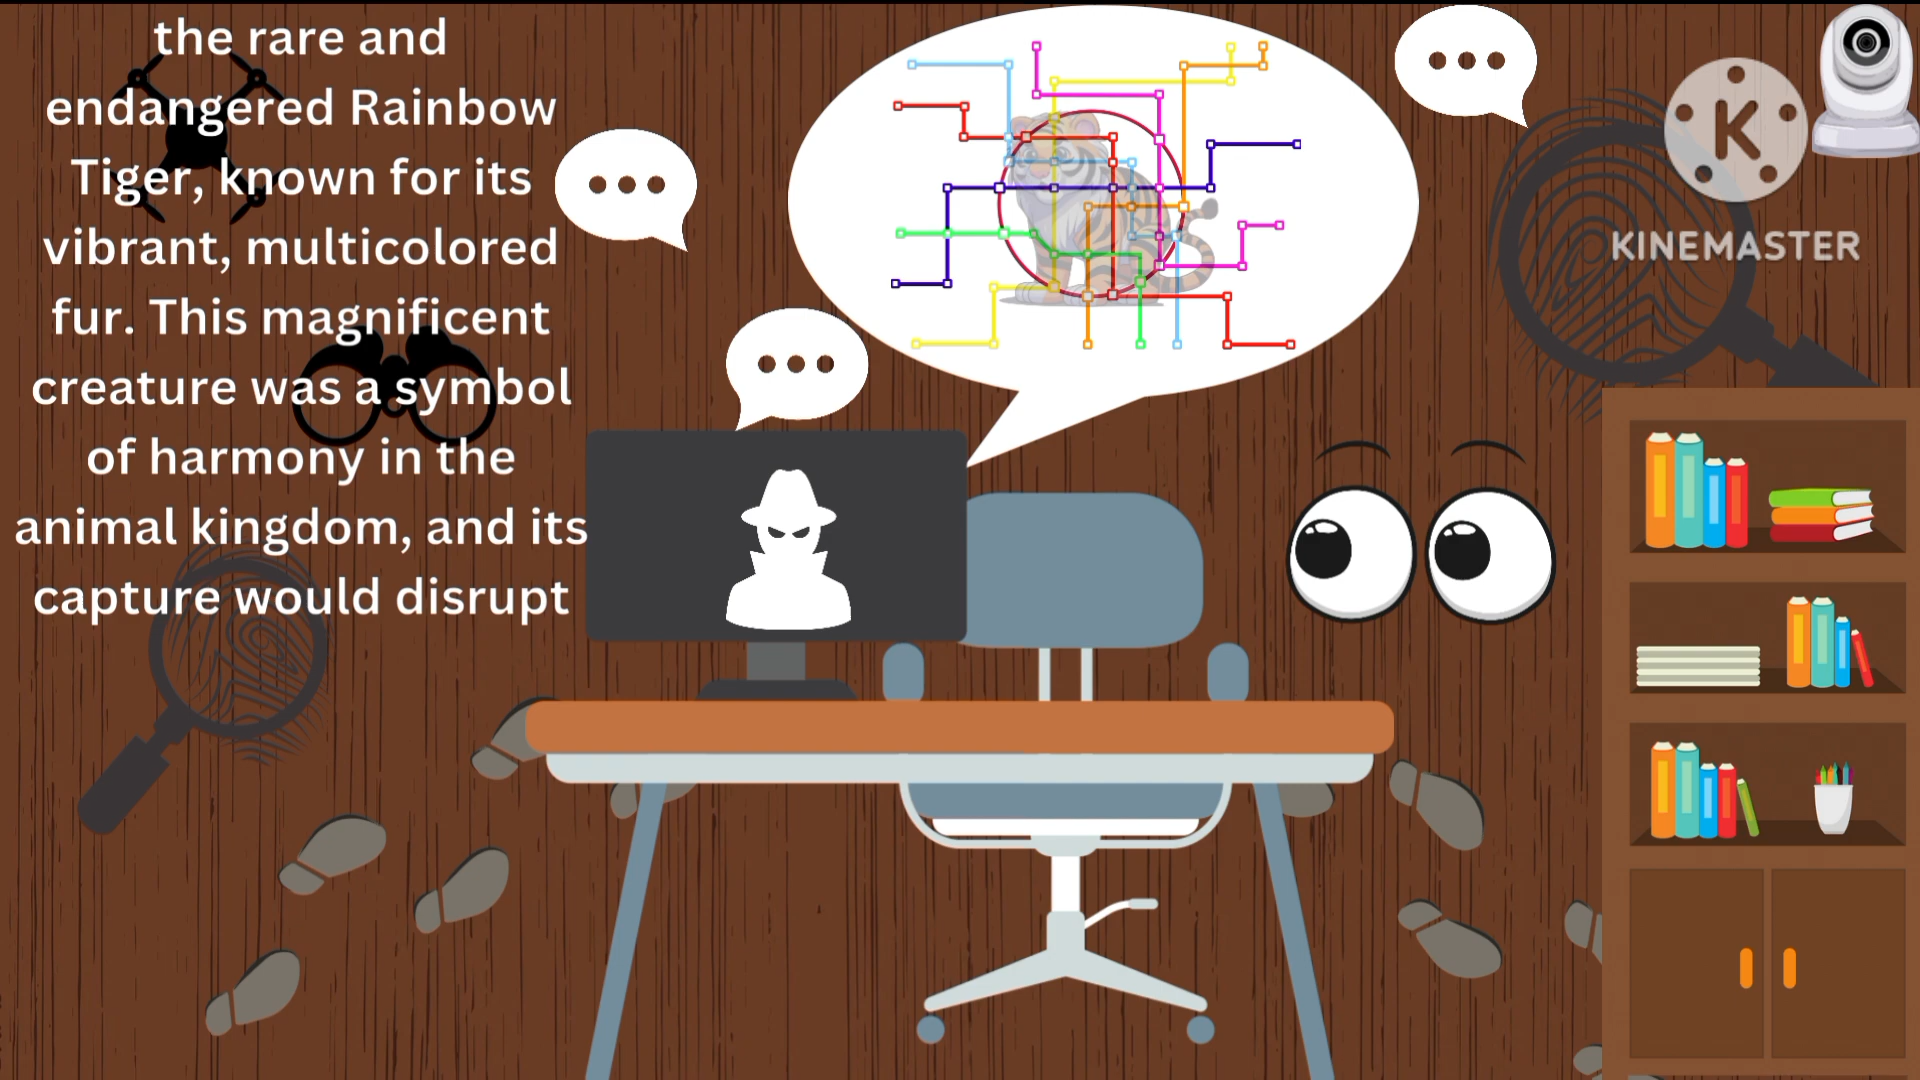 the rare and
endangered Rainbow
Tiger, known for its
vibrant, multicolored
fur. This magnificent
creature was a symbol
of harmony in the
animal kingdom, and its
capture would disrupt
K
KINEMASTER